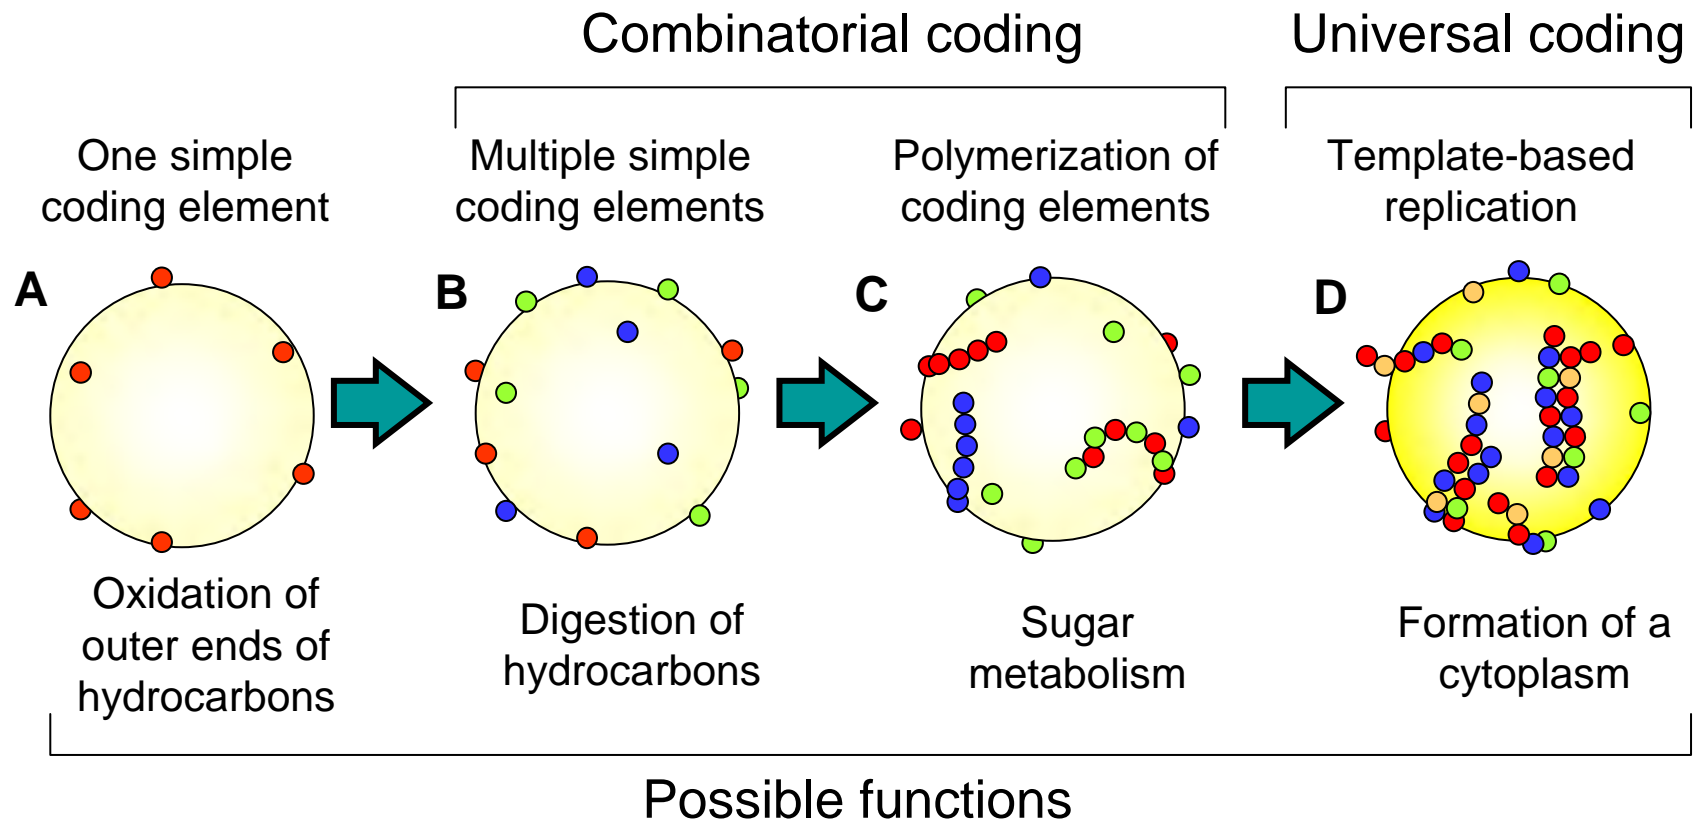 Combinatorial coding
Universal coding
One simple
coding element
Multiple simple
coding elements
Polymerization of
coding elements
Template-based
replication
A
B
C
D
Oxidation of
outer ends of
hydrocarbons
Digestion of
hydrocarbons
Sugar
metabolism
Formation of a
cytoplasm
Possible functions